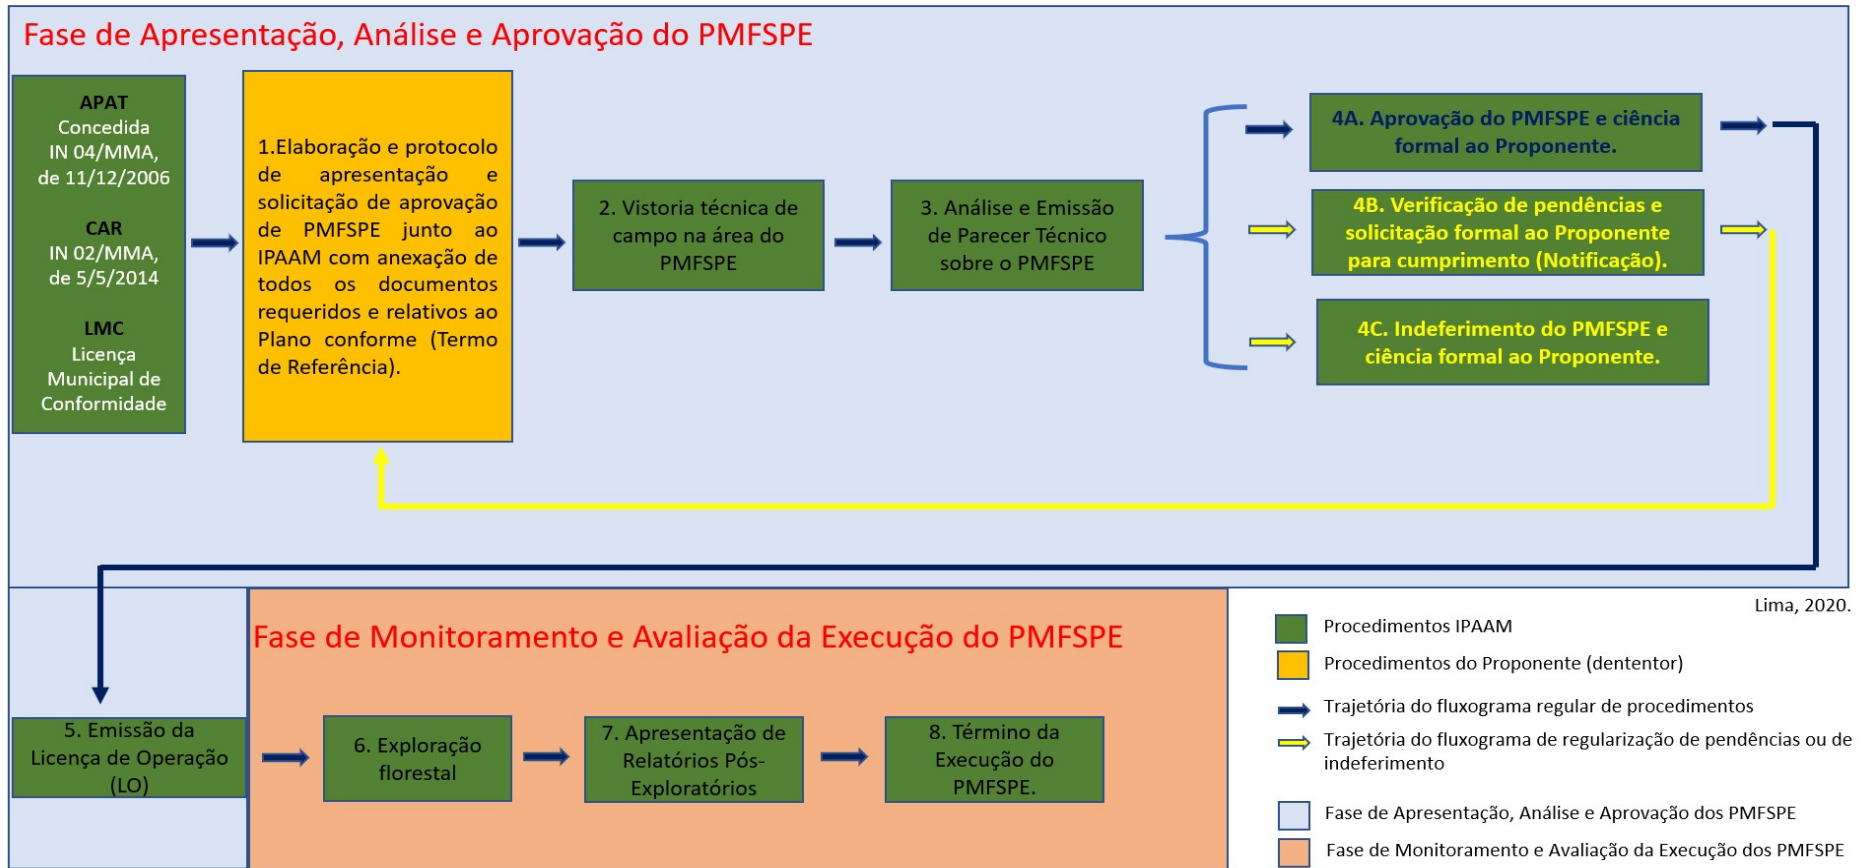 Fase de Apresentação, Análise e Aprovação do PMFSPE
APAT
Concedida
IN 04/MMA,
de 11/12/2006
CAR
IN 02/MMA,
de 5/5/2014
LMC
Licença
Municipal de
Conformidade
1.Elaboração e protocolo
de apresentação e
solicitação de aprovação
de PMFSPE junto ao
IPAAM com anexação de
todos os documentos
requeridos e relativos ao
Plano conforme (Termo
de Referência).
2. Vistoria técnica de
campo na área do
PMFSPE
3. Análise e Emissão
de Parecer Técnico
sobre o PMFSPE
4A. Aprovação do PMFSPE e ciência
formal ao Proponente.
4B. Verificação de pendências e
solicitação formal ao Proponente
para cumprimento (Notificação).
4C. Indeferimento do PMFSPE e
ciência formal ao Proponente.
Fase de Monitoramento e Avaliação da Execução do PMFSPE
5. Emissão da
Licença de Operação
(LO)
6. Exploração
florestal
7. Apresentação de
Relatórios Pós-
Exploratórios
8. Término da
Execução do
PMFSPE.
Lima, 2020.
Procedimentos IPAAM
Procedimentos do Proponente (dententor)
Trajetória do fluxograma regular de procedimentos
Trajetória do fluxograma de regularização de pendências ou de
indeferimento
Fase de Apresentação, Análise e Aprovação dos PMFSPE
Fase de Monitoramento e Avaliação da Execução dos PMFSPE